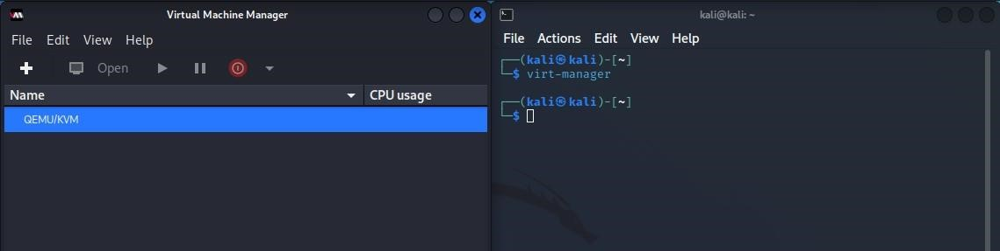 Virtual Machine Manager
File Edit View Help
Open
Name CPU usage
QEMU/KVM
kali@kali: ~
File Actions Edit View Help
┌──(kali㉿kali)-[~]
└─$ virt-manager
┌──(kali㉿kali)-[~]
└─$